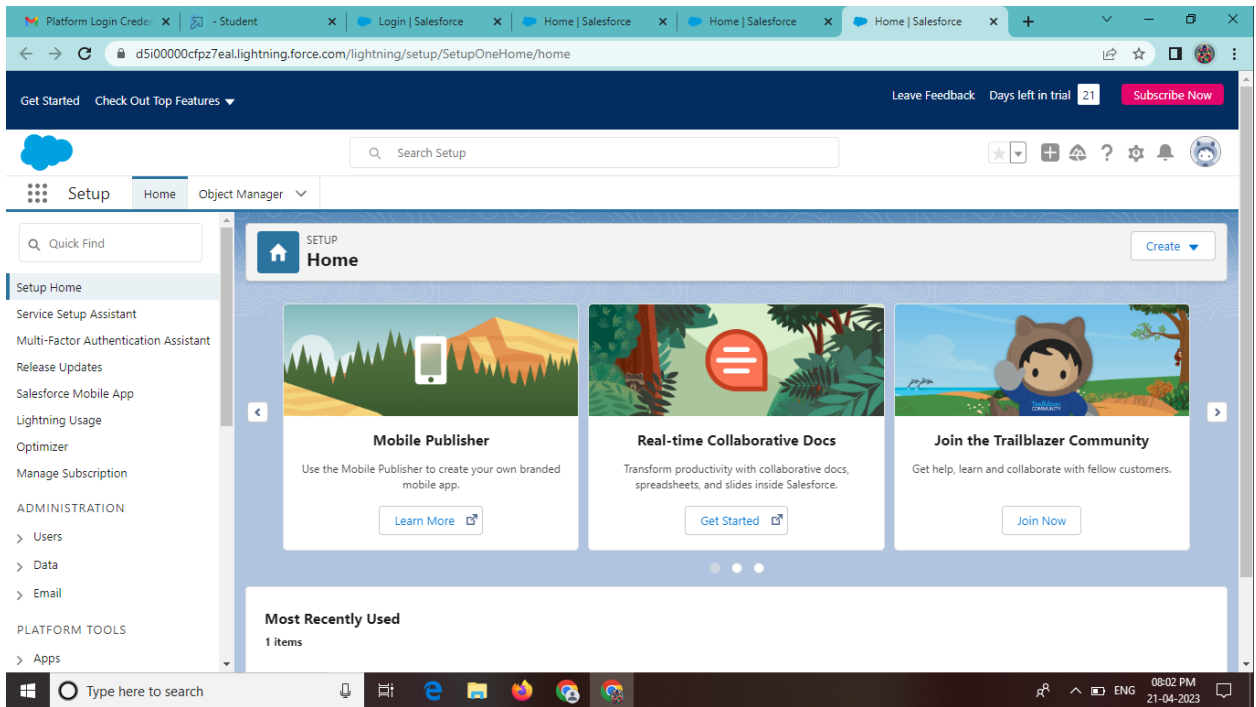 Platform Login Creden
- Student
Login | Salesforce
Home | Salesforce
Home | Salesforce
Home | Salesforce
d5i00000cfpz7eal.lightning.force.com/lightning/setup/SetupOneHome/home
Get Started Check Out Top Features
Leave Feedback Days left in trial 21 Subscribe Now
Search Setup
Setup Home Object Manager
Quick Find
Setup Home
Service Setup Assistant
Multi-Factor Authentication Assistant
Release Updates
Salesforce Mobile App
Lightning Usage
Optimizer
Manage Subscription
ADMINISTRATION
Users
Data
Email
PLATFORM TOOLS
Apps
SETUP
Home
Create
Mobile Publisher
Use the Mobile Publisher to create your own branded
mobile app.
Learn More
Real-time Collaborative Docs
Transform productivity with collaborative docs,
spreadsheets, and slides inside Salesforce.
Get Started
Trailblazer
COMMUNITY
Join the Trailblazer Community
Get help, learn and collaborate with fellow customers.
Join Now
Most Recently Used
1 items
Type here to search
ENG
08:02 PM
21-04-2023